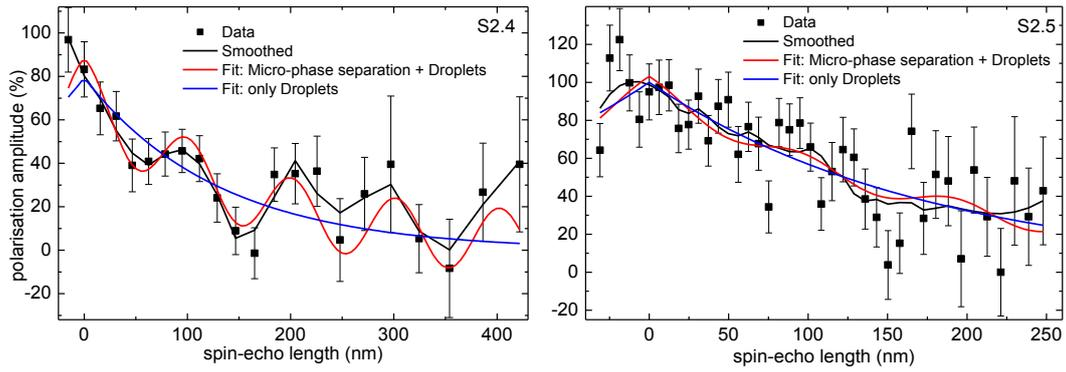 S2.4
Data
Smoothed
Fit: Micro-phase separation + Droplets
Fit: only Droplets
polarisation amplitude (%)
100
80
60
40
20
0
-20
0
100
200
300
400
spin-echo length (nm)
S2.5
Data
Smoothed
Fit: Micro-phase separation + Droplets
Fit: only Droplets
120
100
80
60
40
20
0
-20
0
50
100
150
200
250
spin-echo length (nm)